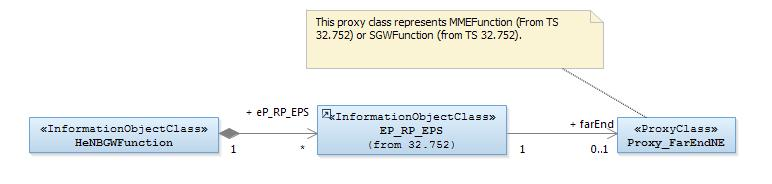 This proxy class represents MMEFunction (From TS
32.752) or SGWFunction (from TS 32.752).
+ eP_RP_EPS
+ farEnd
«InformationObjectClass»
HeNBGWFunction
«InformationObjectClass»
EP_RP_EPS
(from 32.752)
«ProxyClass»
Proxy_FarEndNE
1
*
1
0..1